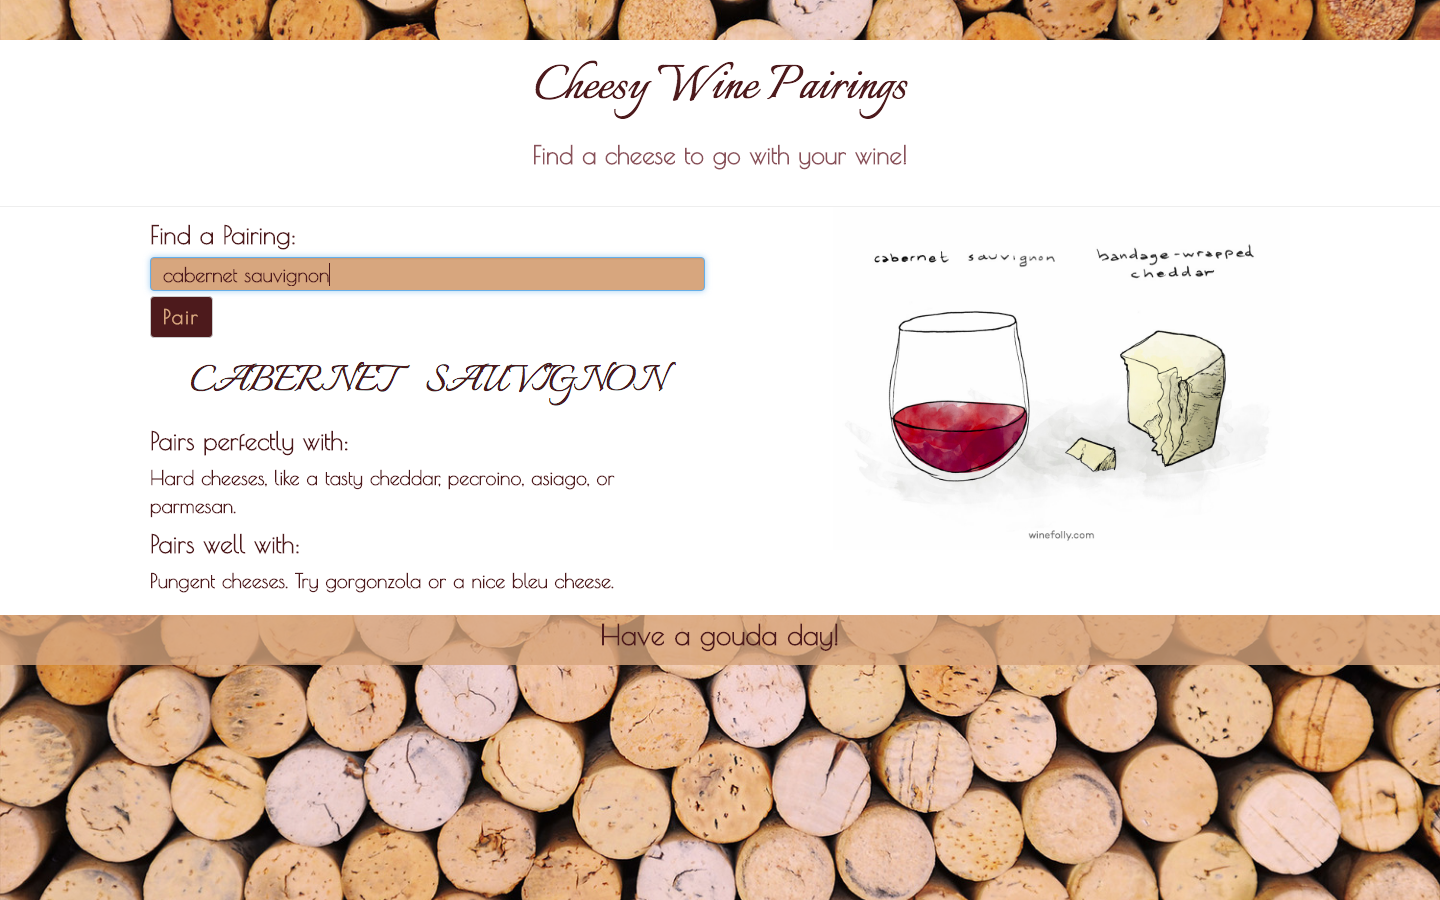 Cheesy Wine Pairings
Find a cheese to go with your wine!
Find a Pairing:
cabernet sauvignon
Pair
CABERNET SAUVIGNON
Pairs perfectly with:
Hard cheeses, like a tasty cheddar, pecroino, asiago, or
parmesan.
Pairs well with:
Pungent cheeses. Try gorgonzola or a nice bleu cheese.
cabernet sauvignon
bandage-wrapped
cheddar
winefolly.com
Have a gouda day!